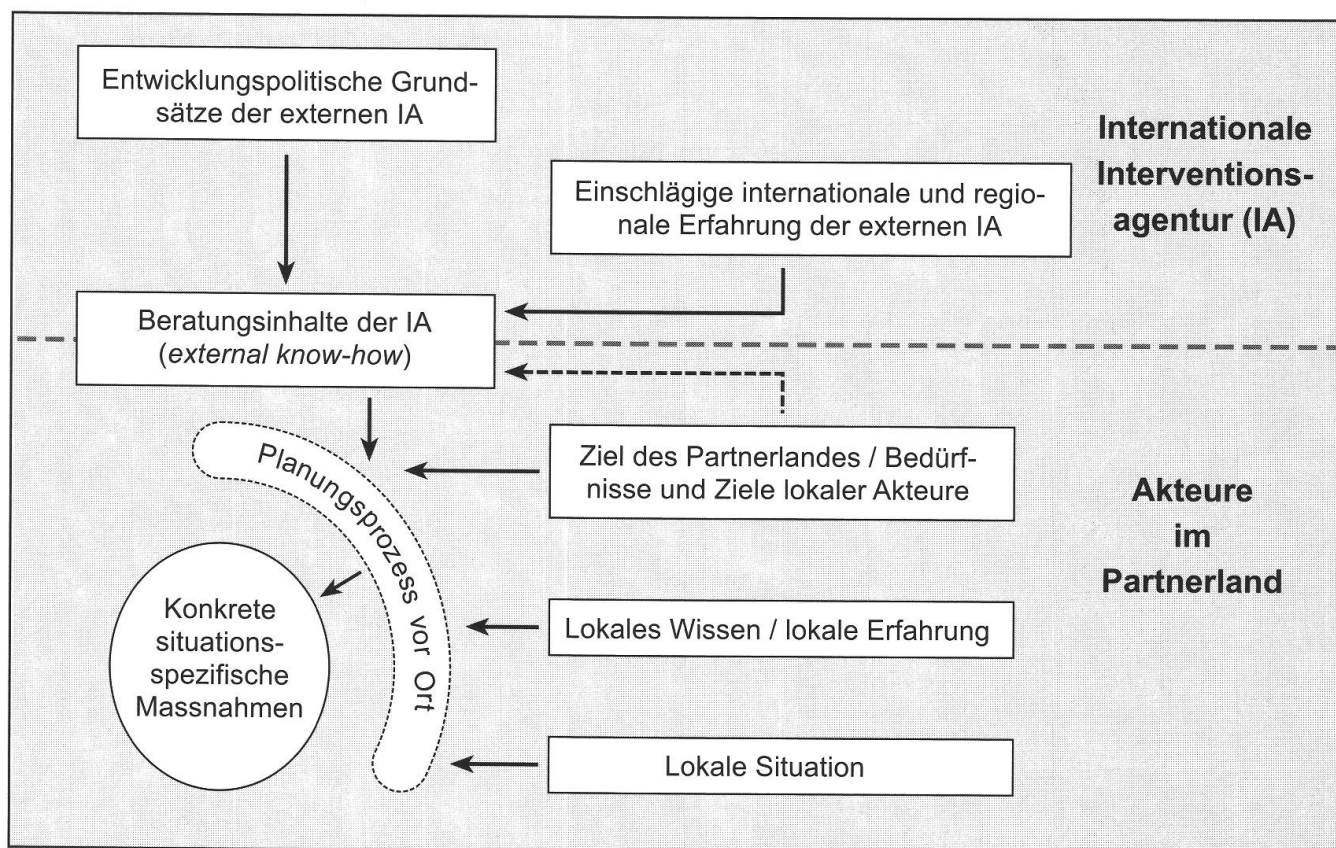 Entwicklungspolitische Grund-
sätze der externen IA
Einschlägige internationale und regio-
nale Erfahrung der externen IA
Internationale
Interventions-
agentur (IA)
Beratungsinhalte der IA
(external know-how)
Planungsprozess vor Ort
Ziel des Partnerlandes / Bedürf-
nisse und Ziele lokaler Akteure
Akteure
im
Partnerland
Konkrete
situations-
spezifische
Massnahmen
Lokales Wissen / lokale Erfahrung
Lokale Situation